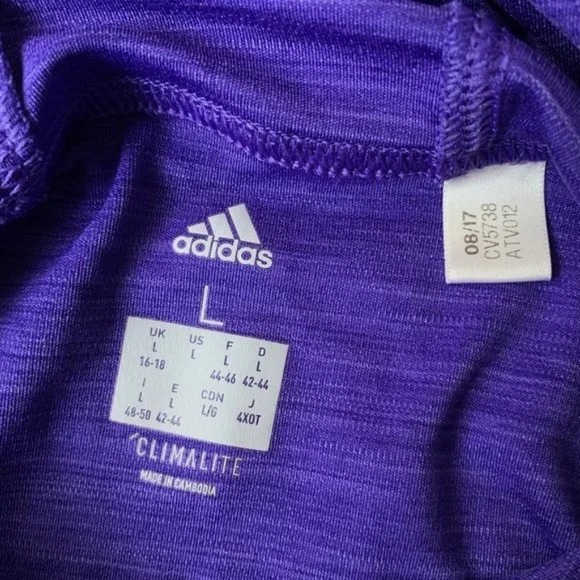 adidas
L
UK US F D
L L L L
16-18 44-46 42-44
I E CDN J
L L L/G 4XOT
48-50 42-44
CLIMALITE
MADE IN CAMBODIA
08/17
CV5738
ATV012